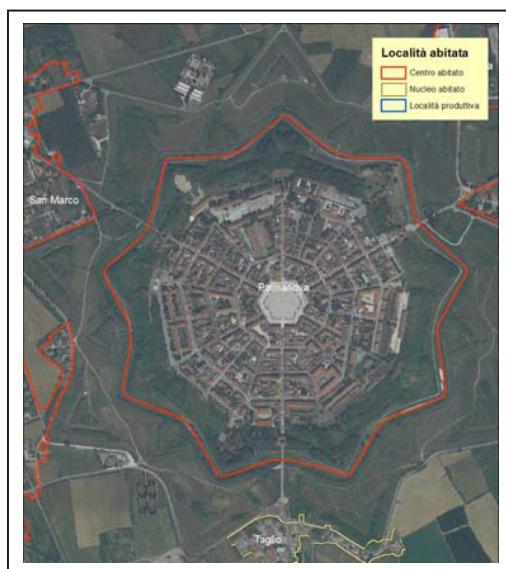 Località abitata
Centro abitato
Nucleo abitato
Località produttiva
San Marco
Palmanova
Taglio